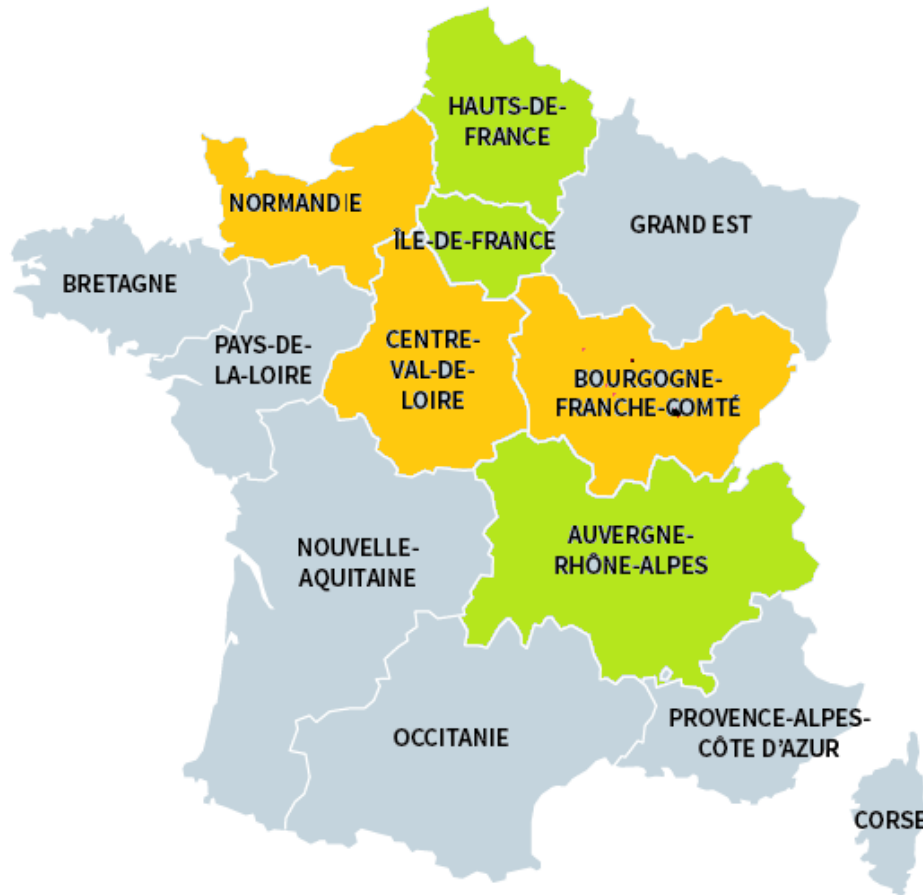 HAUTS-DE-
FRANCE
NORMANDIE
ÎLE-DE-FRANCE
GRAND EST
BRETAGNE
PAYS-DE-
LA-LOIRE
CENTRE-
VAL-DE-
LOIRE
BOURGOGNE-
FRANCHE-COMTÉ
NOUVELLE-
AQUITAINE
AUVERGNE-
RHÔNE-ALPES
OCCITANIE
PROVENCE-ALPES-
CÔTE D'AZUR
CORSE